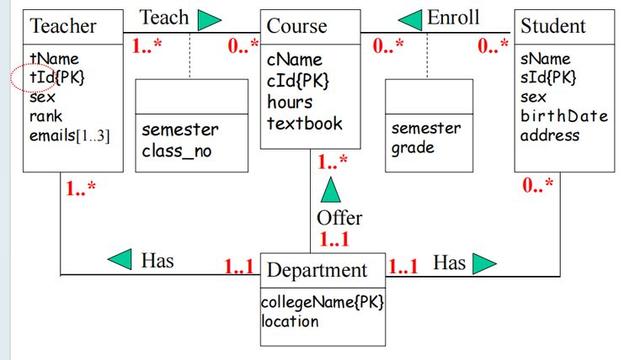 Teacher
Teach
Course
Enroll
Student
1..*
0..*
0..*
0..*
tName
tId{PK}
sex
rank
emails[1..3]
semester
class_no
cName
cId{PK}
hours
textbook
semester
grade
sName
sId{PK}
sex
birthDate
address
1..*
1..*
0..*
Offer
1..1
Has
1..1
Department
1..1
Has
collegeName{PK}
location